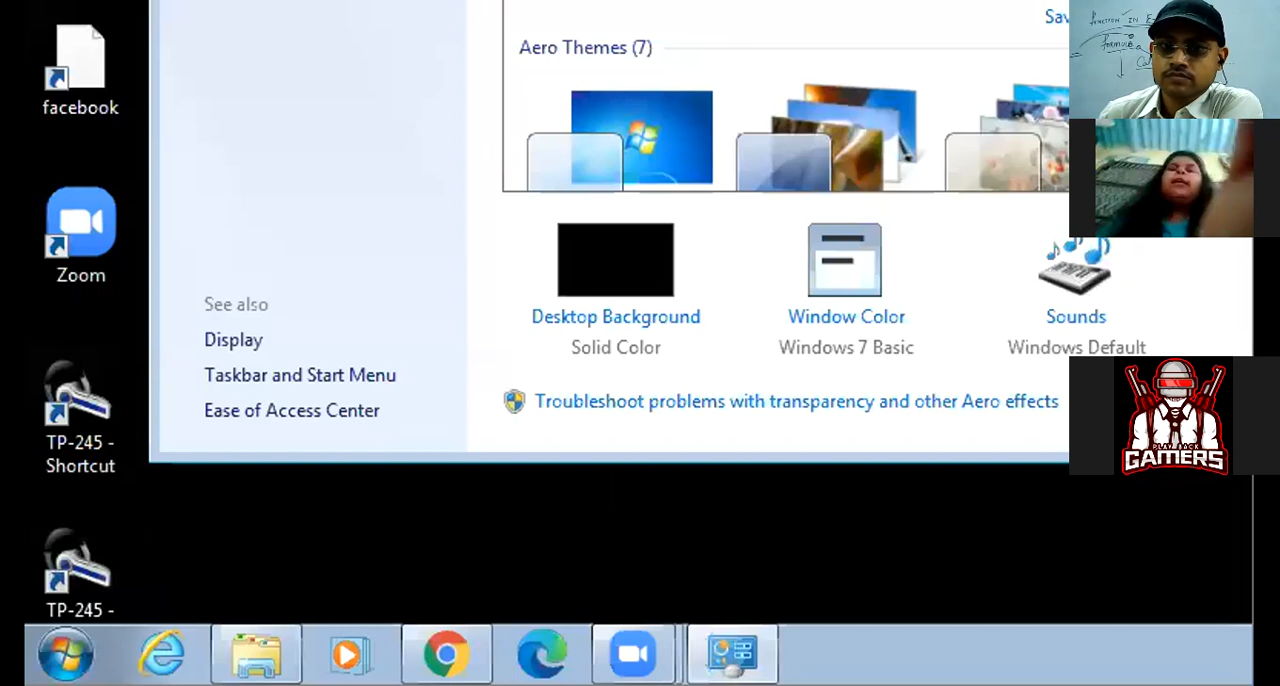 facebook
Zoom
TP-245 -
Shortcut
TP-245 -
Aero Themes (7)
Desktop Background
Solid Color
Window Color
Windows 7 Basic
Sounds
Windows Default
See also
Display
Taskbar and Start Menu
Ease of Access Center
Troubleshoot problems with transparency and other Aero effects
FUNCTION IN
GAMERS